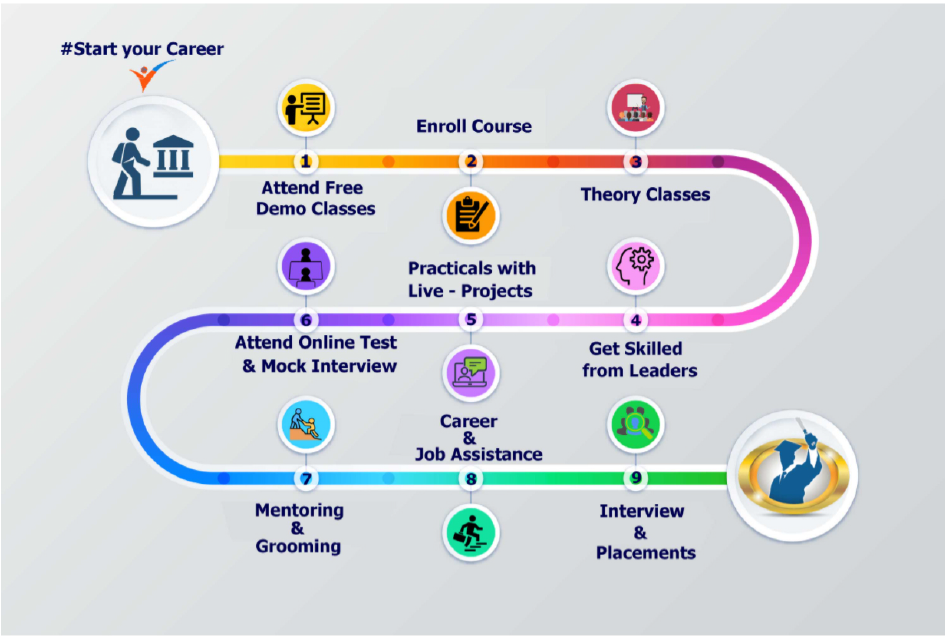 #Start your Career
1
Attend Free
Demo Classes
Enroll Course
2
3
Theory Classes
4
Get Skilled
from Leaders
Practicals with
Live - Projects
5
6
Attend Online Test
& Mock Interview
7
Mentoring
&
Grooming
Career
&
Job Assistance
8
9
Interview
&
Placements